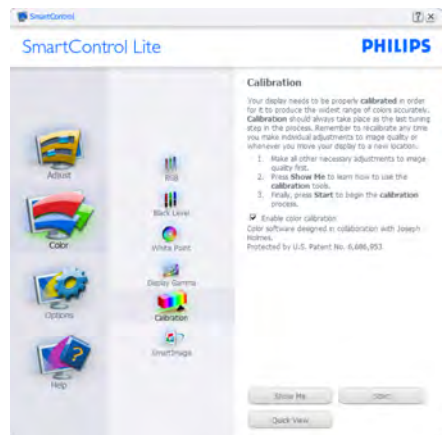 SmartControl
SmartControl Lite
PHILIPS
Adjust
Color
Options
Help
RGB
Black Level
White Point
Display Gamma
Calibration
SmartImage
Calibration
Your display needs to be properly calibrated in order
for it to produce the widest range of colors accurately.
Calibration should always take place as the last tuning
step in the process. Remember to recalibrate any time
you make individual adjustments to image quality or
whenever you move your display to a new location.
1. Make all other necessary adjustments to image
quality first.
2. Press Show Me to learn how to use the
calibration tools.
3. Finally, press Start to begin the calibration
process.
Enable color calibration
Color software designed in collaboration with Joseph
Holmes.
Protected by U.S. Patent No. 6,686,953
Show Me
Start
Quick View